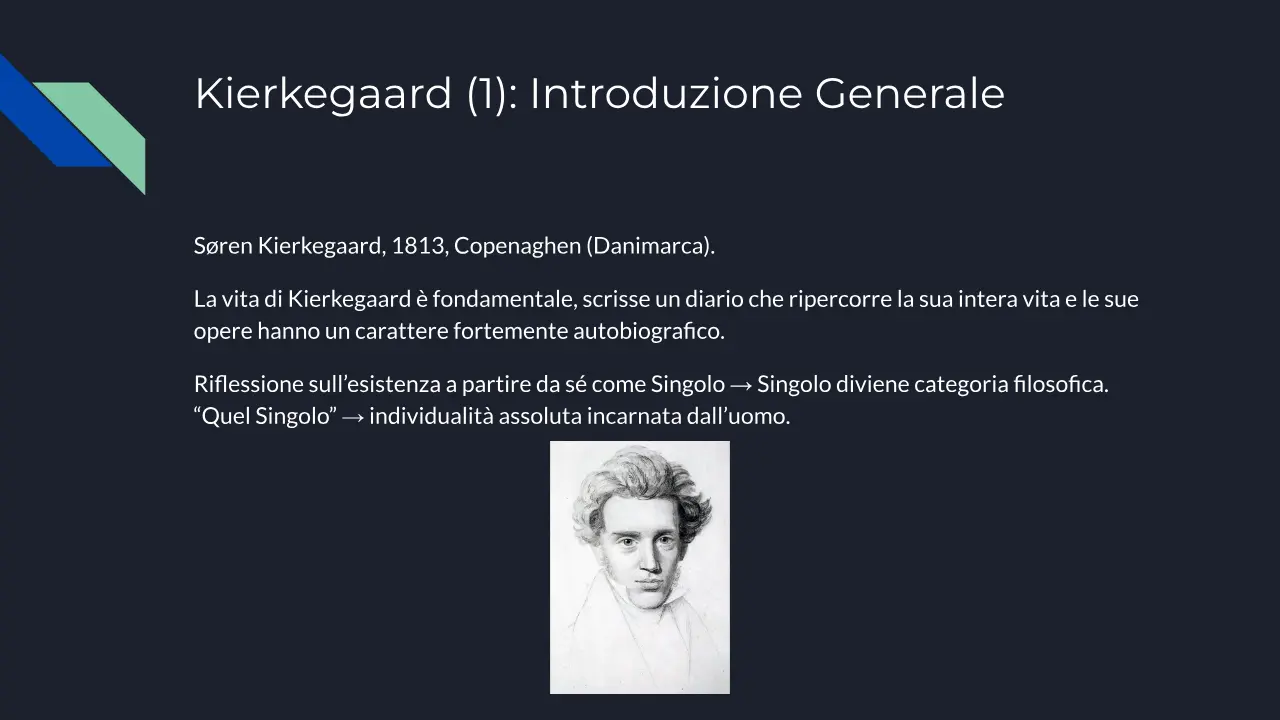 Kierkegaard (1): Introduzione Generale
Søren Kierkegaard, 1813, Copenaghen (Danimarca).
La vita di Kierkegaard è fondamentale, scrisse un diario che ripercorre la sua intera vita e le sue
opere hanno un carattere fortemente autobiografico.
Riflessione sull’esistenza a partire da sé come Singolo → Singolo diviene categoria filosofica.
“Quel Singolo” → individualità assoluta incarnata dall’uomo.